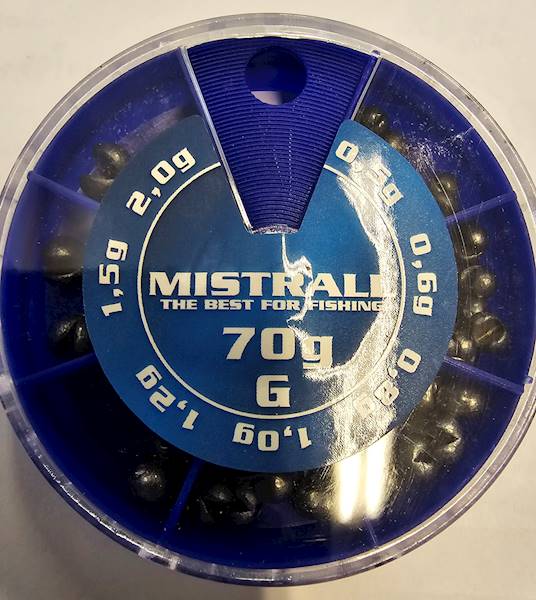 MISTRALL
THE BEST FOR FISHING
70g
G
0,5g
0,6g
0,8g
1,0g
1,2g
1,5g
2,0g